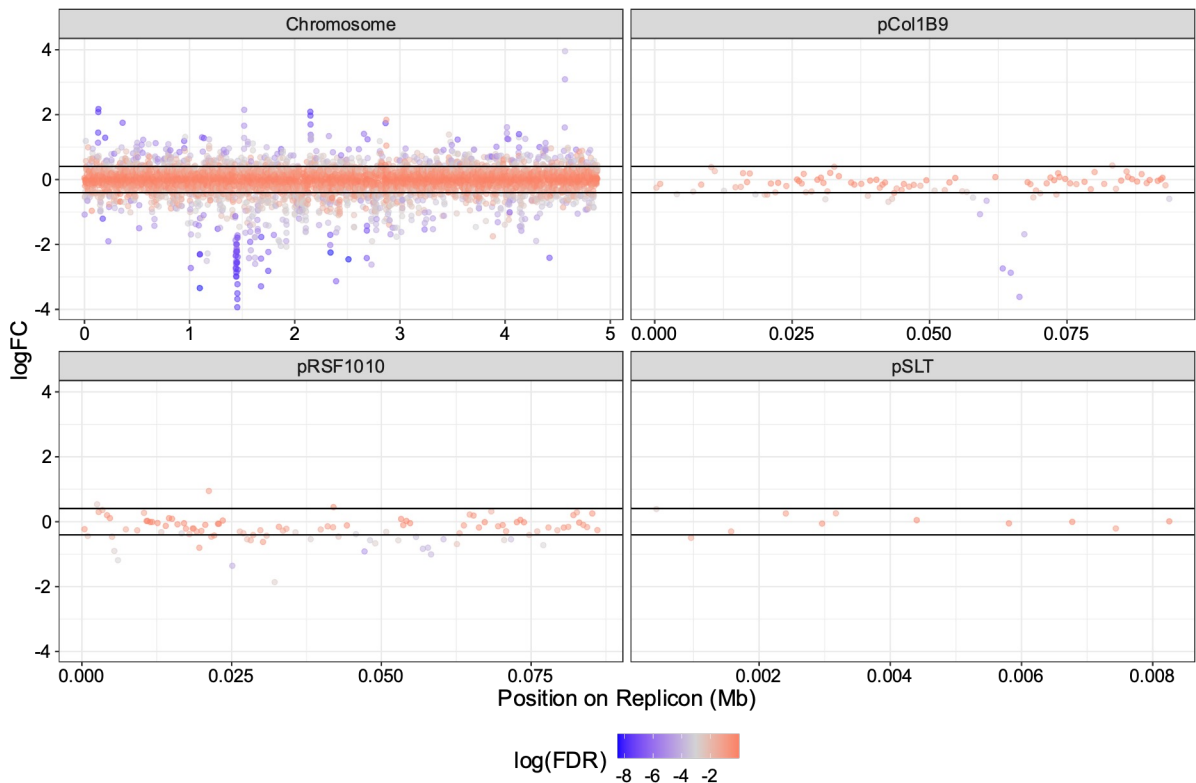 Chromosome
pCol1B9
4
2
0
-2
-4
0 1 2 3 4 5
0.000 0.025 0.050 0.075
logFC
pRSF1010
pSLT
4
2
0
-2
-4
0.000 0.025 0.050 0.075
0.002 0.004 0.006 0.008
Position on Replicon (Mb)
log(FDR)
-8 -6 -4 -2